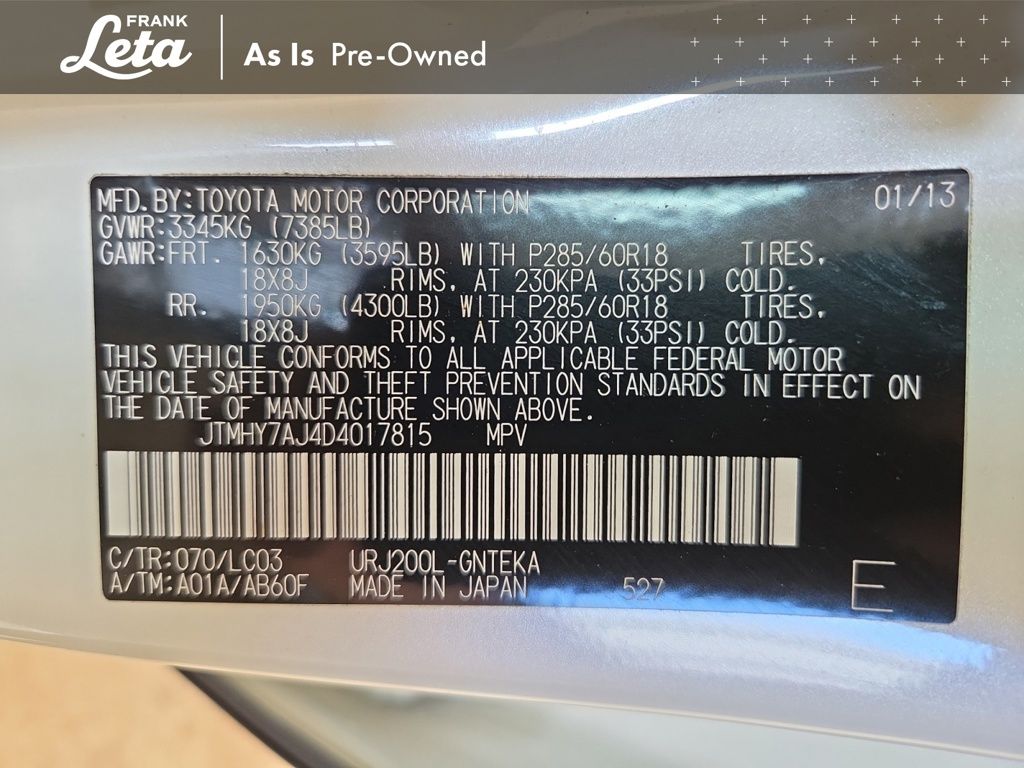 FRANK
Leta
As Is Pre-Owned
MFD.BY:TOYOTA MOTOR CORPORATION 01/13
GVWR:3345KG (7385LB)
GAWR:FRT. 1630KG (3595LB) WITH P285/60R18 TIRES,
18X8J RIMS, AT 230KPA (33PSI) COLD.
RR. 1950KG (4300LB) WITH P285/60R18 TIRES,
18X8J RIMS, AT 230KPA (33PSI) COLD.
THIS VEHICLE CONFORMS TO ALL APPLICABLE FEDERAL MOTOR
VEHICLE SAFETY AND THEFT PREVENTION STANDARDS IN EFFECT ON
THE DATE OF MANUFACTURE SHOWN ABOVE.
JTMHY7AJ4D4017815 MPV
C/TR:070/LC03 URJ200L-GNTEKA
A/TM:A01A/AB60F MADE IN JAPAN 527 E